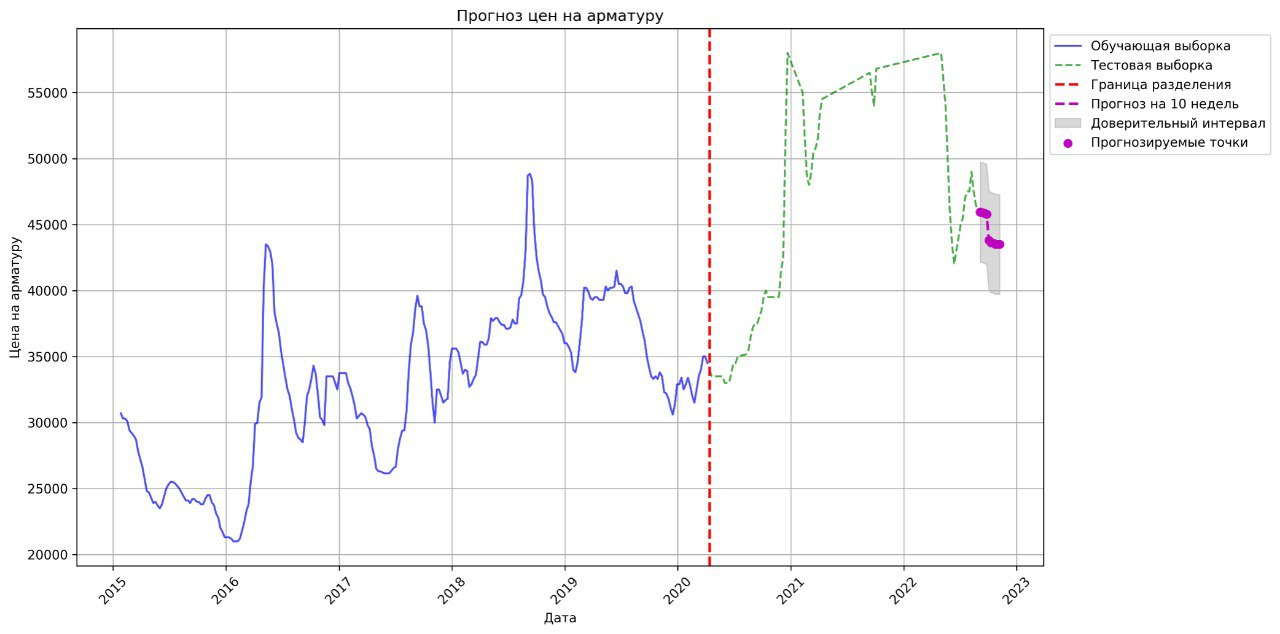 Прогноз цен на арматуру
Обучающая выборка
Тестовая выборка
Граница разделения
Прогноз на 10 недель
Доверительный интервал
Прогнозируемые точки
Цена на арматуру
55000
50000
45000
40000
35000
30000
25000
20000
2015
2016
2017
2018
2019
2020
2021
2022
2023
Дата